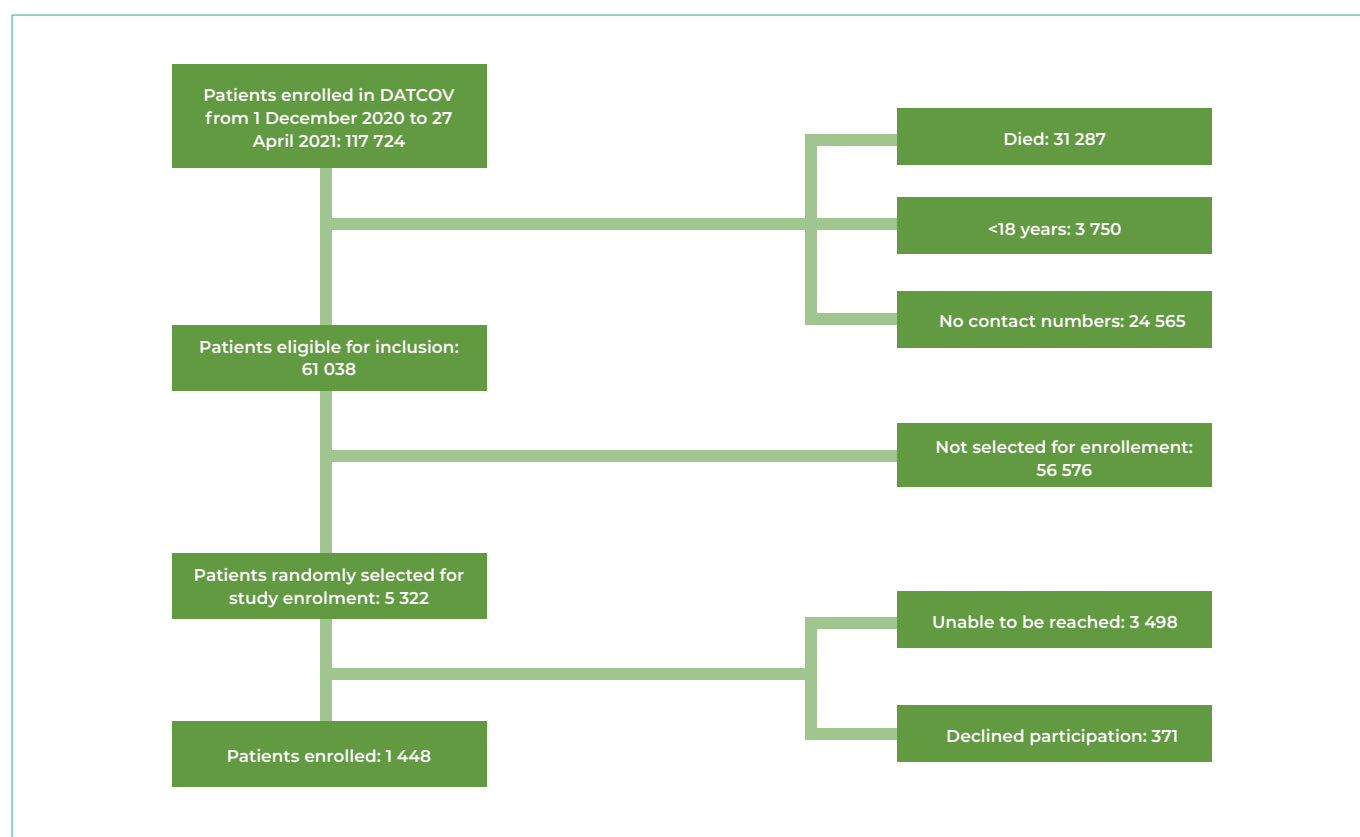 Patients enrolled in DATCOV
from 1 December 2020 to 27
April 2021: 117 724
Died: 31 287
<18 years: 3 750
No contact numbers: 24 565
Patients eligible for inclusion:
61 038
Not selected for enrollement:
56 576
Patients randomly selected for
study enrolment: 5 322
Unable to be reached: 3 498
Declined participation: 371
Patients enrolled: 1 448